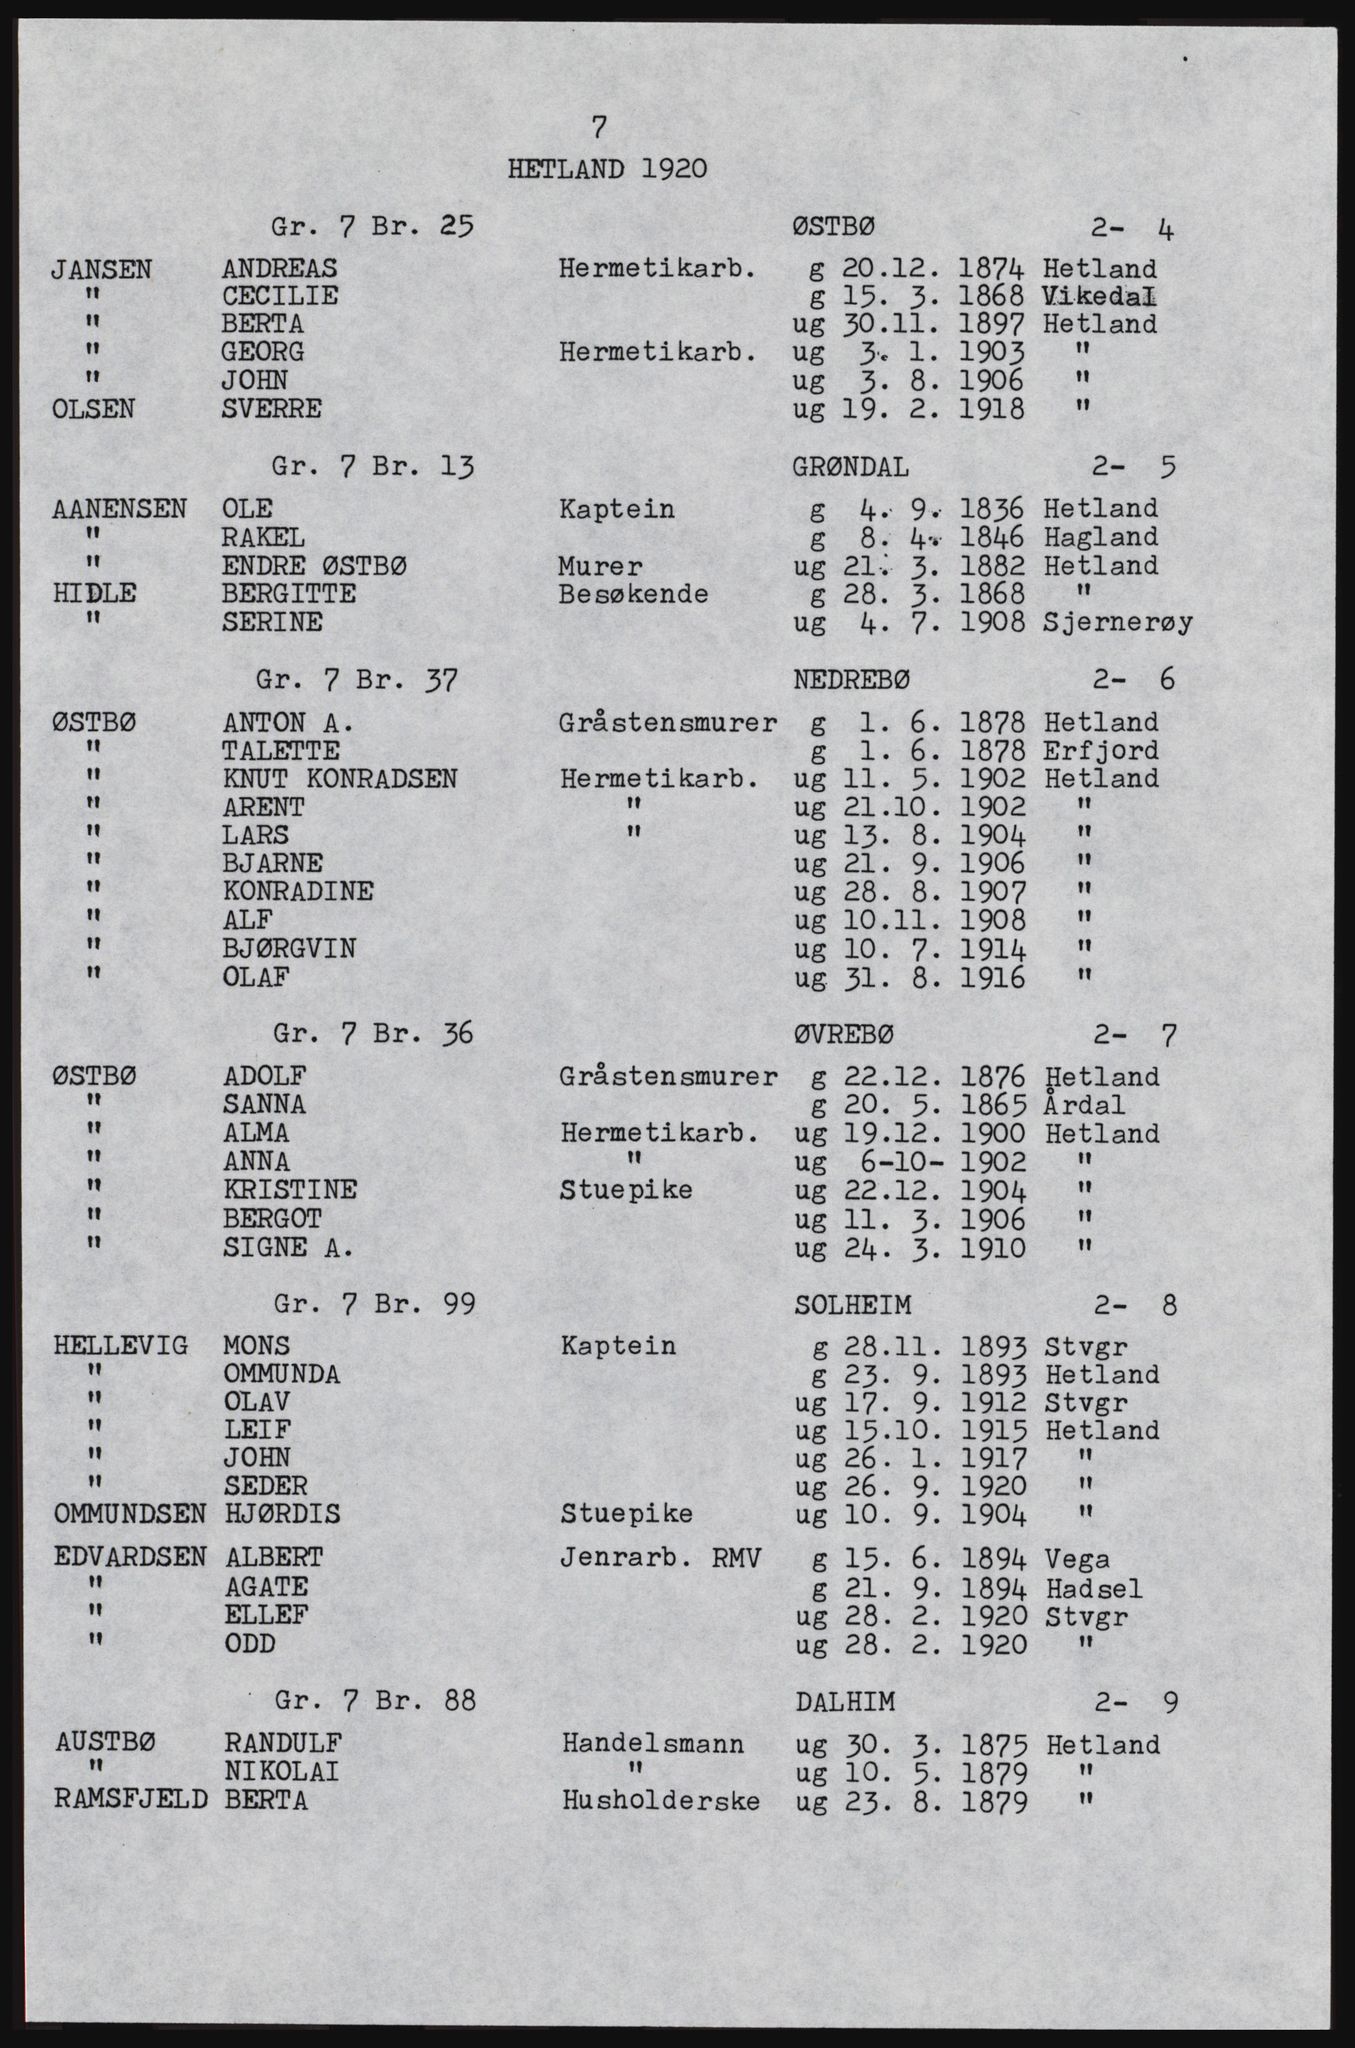 7
HETLAND 1920
Gr. 7 Br. 25 ØSTBØ 2- 4
JANSEN ANDREAS Hermetikarb. g 20.12. 1874 Hetland
" CECILIE g 15. 3. 1868 Vikedal
" BERTA ug 30.11. 1897 Hetland
" GEORG Hermetikarb. ug 3. 1. 1903 "
" JOHN ug 3. 8. 1906 "
OLSEN SVERRE ug 19. 2. 1918 "
Gr. 7 Br. 13 GRØNDAL 2- 5
AANENSEN OLE Kaptein g 4. 9. 1836 Hetland
" RAKEL g 8. 4. 1846 Hagland
" ENDRE ØSTBØ Murer ug 21. 3. 1882 Hetland
HIDLE BERGITTE Besøkende g 28. 3. 1868 "
" SERINE ug 4. 7. 1908 Sjernerøy
Gr. 7 Br. 37 NEDREBØ 2- 6
ØSTBØ ANTON A. Gråstensmurer g 1. 6. 1878 Hetland
" TALETTE g 1. 6. 1878 Erfjord
" KNUT KONRADSEN Hermetikarb. ug 11. 5. 1902 Hetland
" ARENT " ug 21.10. 1902 "
" LARS " ug 13. 8. 1904 "
" BJARNE ug 21. 9. 1906 "
" KONRADINE ug 28. 8. 1907 "
" ALF ug 10.11. 1908 "
" BJØRGVIN ug 10. 7. 1914 "
" OLAF ug 31. 8. 1916 "
Gr. 7 Br. 36 ØVREBØ 2- 7
ØSTBØ ADOLF Gråstensmurer g 22.12. 1876 Hetland
" SANNA g 20. 5. 1865 Årdal
" ALMA Hermetikarb. ug 19.12. 1900 Hetland
" ANNA " ug 6-10- 1902 "
" KRISTINE Stuepike ug 22.12. 1904 "
" BERGOT ug 11. 3. 1906 "
" SIGNE A. ug 24. 3. 1910 "
Gr. 7 Br. 99 SOLHEIM 2- 8
HELLEVIG MONS Kaptein g 28.11. 1893 Stvgr
" OMMUNDA g 23. 9. 1893 Hetland
" OLAV ug 17. 9. 1912 Stvgr
" LEIF ug 15.10. 1915 Hetland
" JOHN ug 26. 1. 1917 "
" SEDER ug 26. 9. 1920 "
OMMUNDSEN HJØRDIS Stuepike ug 10. 9. 1904 "
EDVARDSEN ALBERT Jenrarb. RMV g 15. 6. 1894 Vega
" AGATE g 21. 9. 1894 Hadsel
" ELLEF ug 28. 2. 1920 Stvgr
" ODD ug 28. 2. 1920 "
Gr. 7 Br. 88 DALHIM 2- 9
AUSTBØ RANDULF Handelsmann ug 30. 3. 1875 Hetland
" NIKOLAI " ug 10. 5. 1879 "
RAMSFJELD BERTA Husholderske ug 23. 8. 1879 "